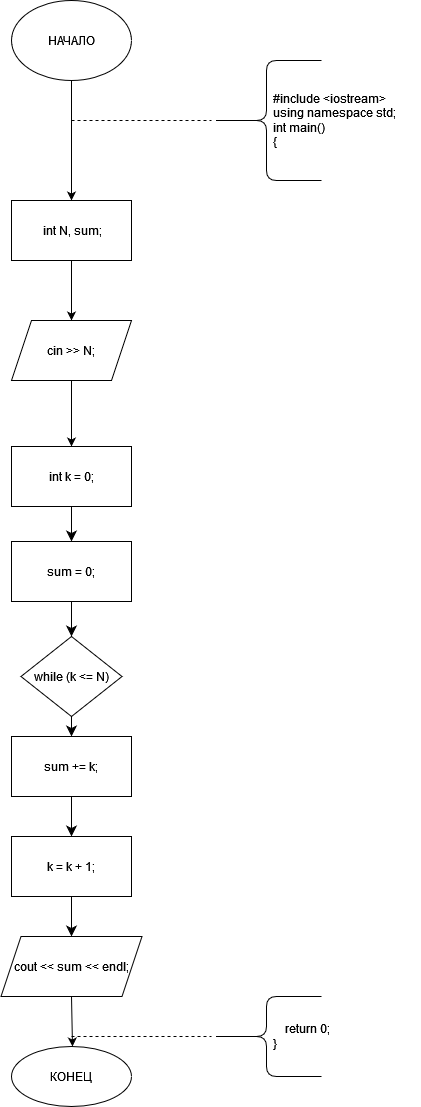 НАЧАЛО
#include <iostream>
using namespace std;
int main()
{
int N, sum;
cin >> N;
int k = 0;
sum = 0;
while (k <= N)
sum += k;
k = k + 1;
cout << sum << endl;
return 0;
}
КОНЕЦ